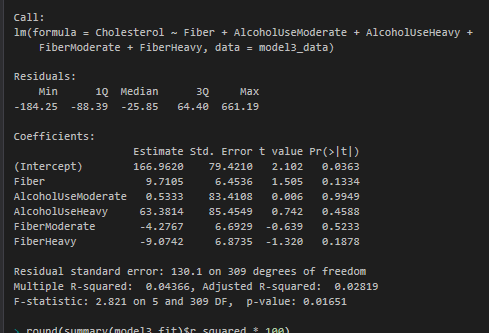 Call:
lm(formula = Cholesterol ~ Fiber + AlcoholUseModerate + AlcoholUseHeavy +
    FiberModerate + FiberHeavy, data = model3_data)
Residuals:
    Min      1Q  Median      3Q     Max
-184.25  -88.39  -25.85   64.40  661.19
Coefficients:
                   Estimate Std. Error t value Pr(>|t|)
(Intercept)        166.9620    79.4210   2.102   0.0363
Fiber                9.7105     6.4536   1.505   0.1334
AlcoholUseModerate   0.5333    83.4108   0.006   0.9949
AlcoholUseHeavy     63.3814    85.4549   0.742   0.4588
FiberModerate       -4.2767     6.6929  -0.639   0.5233
FiberHeavy          -9.0742     6.8735  -1.320   0.1878
Residual standard error: 130.1 on 309 degrees of freedom
Multiple R-squared:  0.04366, Adjusted R-squared:  0.02819
F-statistic: 2.821 on 5 and 309 DF,  p-value: 0.01651
> round(summary(model3_fit)$r.squared * 100)